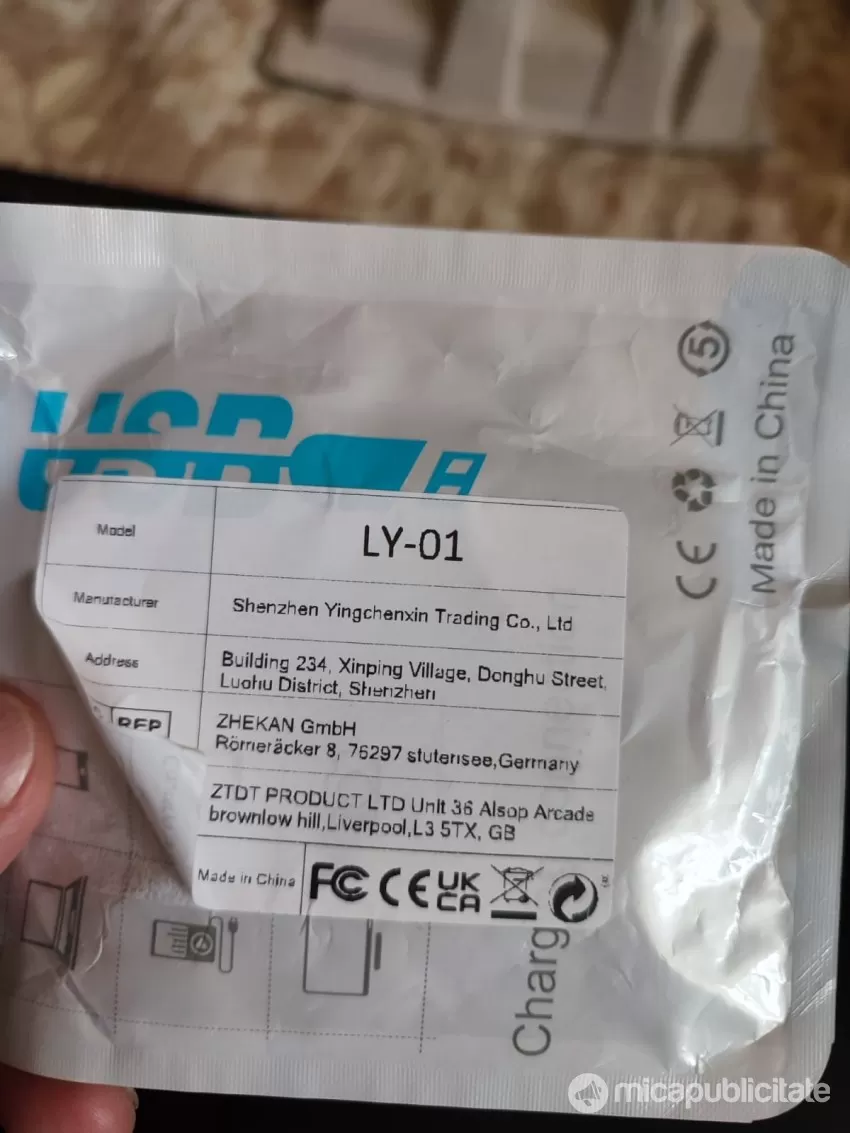 USB
5
Made in China
CE
Model
LY-01
Manufacturer
Shenzhen Yingchenxin Trading Co., Ltd
Address
Building 234, Xinping Village, Donghu Street,
Luohu District, Shenzhen
REP
ZHEKAN GmbH
Römeräcker 8, 76297 stutensee,Germany
ZTDT PRODUCT LTD Unit 36 Alsop Arcade
brownlow hill,Liverpool,L3 5TX, GB
Made in China
FC CE UK
CA
Charg
micapublicitate